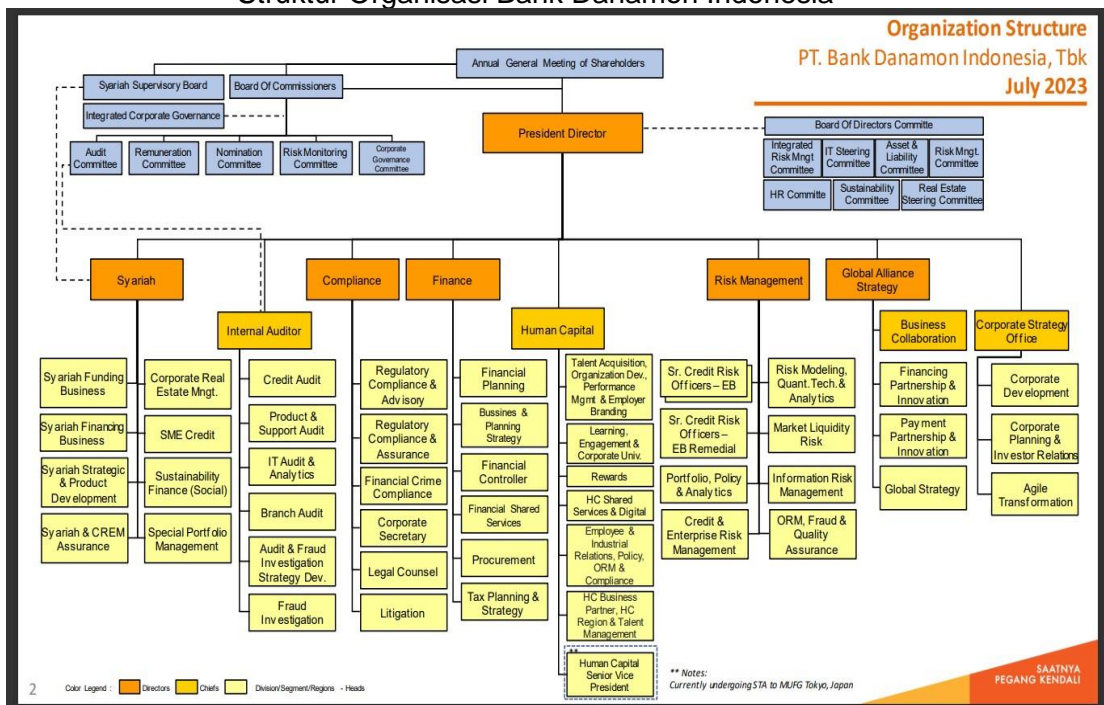 Struktur Organisasi Bank Danamon Indonesia
Organization Structure
PT. Bank Danamon Indonesia, Tbk
July 2023
Annual General Meeting of Shareholders
Syariah Supervisory Board
Board Of Commissioners
Integrated Corporate Governance
President Director
Board Of Directors Committe
Audit
Committee
Remuneration
Committee
Nomination
Committee
Risk Monitoring
Committee
Corporate
Governance
Committee
Integrated
Risk Mngt
Committee
IT Steering
Committee
Asset &
Liability
Committee
Risk Mngt.
Committee
HR Committe
Sustainability
Committee
Real Estate
Steering Committee
Syariah
Compliance
Finance
Risk Management
Global Alliance
Strategy
Internal Auditor
Human Capital
Business
Collaboration
Corporate Strategy
Office
Syariah Funding
Business
Syariah Financing
Business
Syariah Strategic
& Product
Development
Syariah & CREM
Assurance
Corporate Real
Estate Mngt.
SME Credit
Sustainability
Finance (Social)
Special Portfolio
Management
Credit Audit
Product &
Support Audit
IT Audit &
Analytics
Branch Audit
Audit & Fraud
Investigation
Strategy Dev.
Fraud
Investigation
Regulatory
Compliance &
Advisory
Regulatory
Compliance &
Assurance
Financial Crime
Compliance
Corporate
Secretary
Legal Counsel
Litigation
Financial
Planning
Bussines &
Planning
Strategy
Financial
Controller
Financial Shared
Services
Procurement
Tax Planning &
Strategy
Talent Acquisition,
Organization Dev.,
Performance
Mgmt & Employer
Branding
Learning,
Engagement &
Corporate Univ.
Rewards
HC Shared
Services & Digital
Employee &
Industrial
Relations, Policy,
ORM &
Compliance
HC Business
Partner, HC
Region & Talent
Management
**
Human Capital
Senior Vice
President
Sr. Credit Risk
Officers – EB
Sr. Credit Risk
Officers –
EB Remedial
Portfolio, Policy
& Analytics
Credit &
Enterprise Risk
Management
Risk Modeling,
Quant. Tech. &
Analytics
Market Liquidity
Risk
Information Risk
Management
ORM, Fraud &
Quality
Assurance
Financing
Partnership &
Innovation
Payment
Partnership &
Innovation
Global Strategy
Corporate
Development
Corporate
Planning &
Investor Relations
Agile
Transformation
** Notes:
Currently undergoing STA to MUFG Tokyo, Japan
2
Color Legend : Directors Chiefs Division/Segment/Regions - Heads
SAATNYA
PEGANG KENDALI